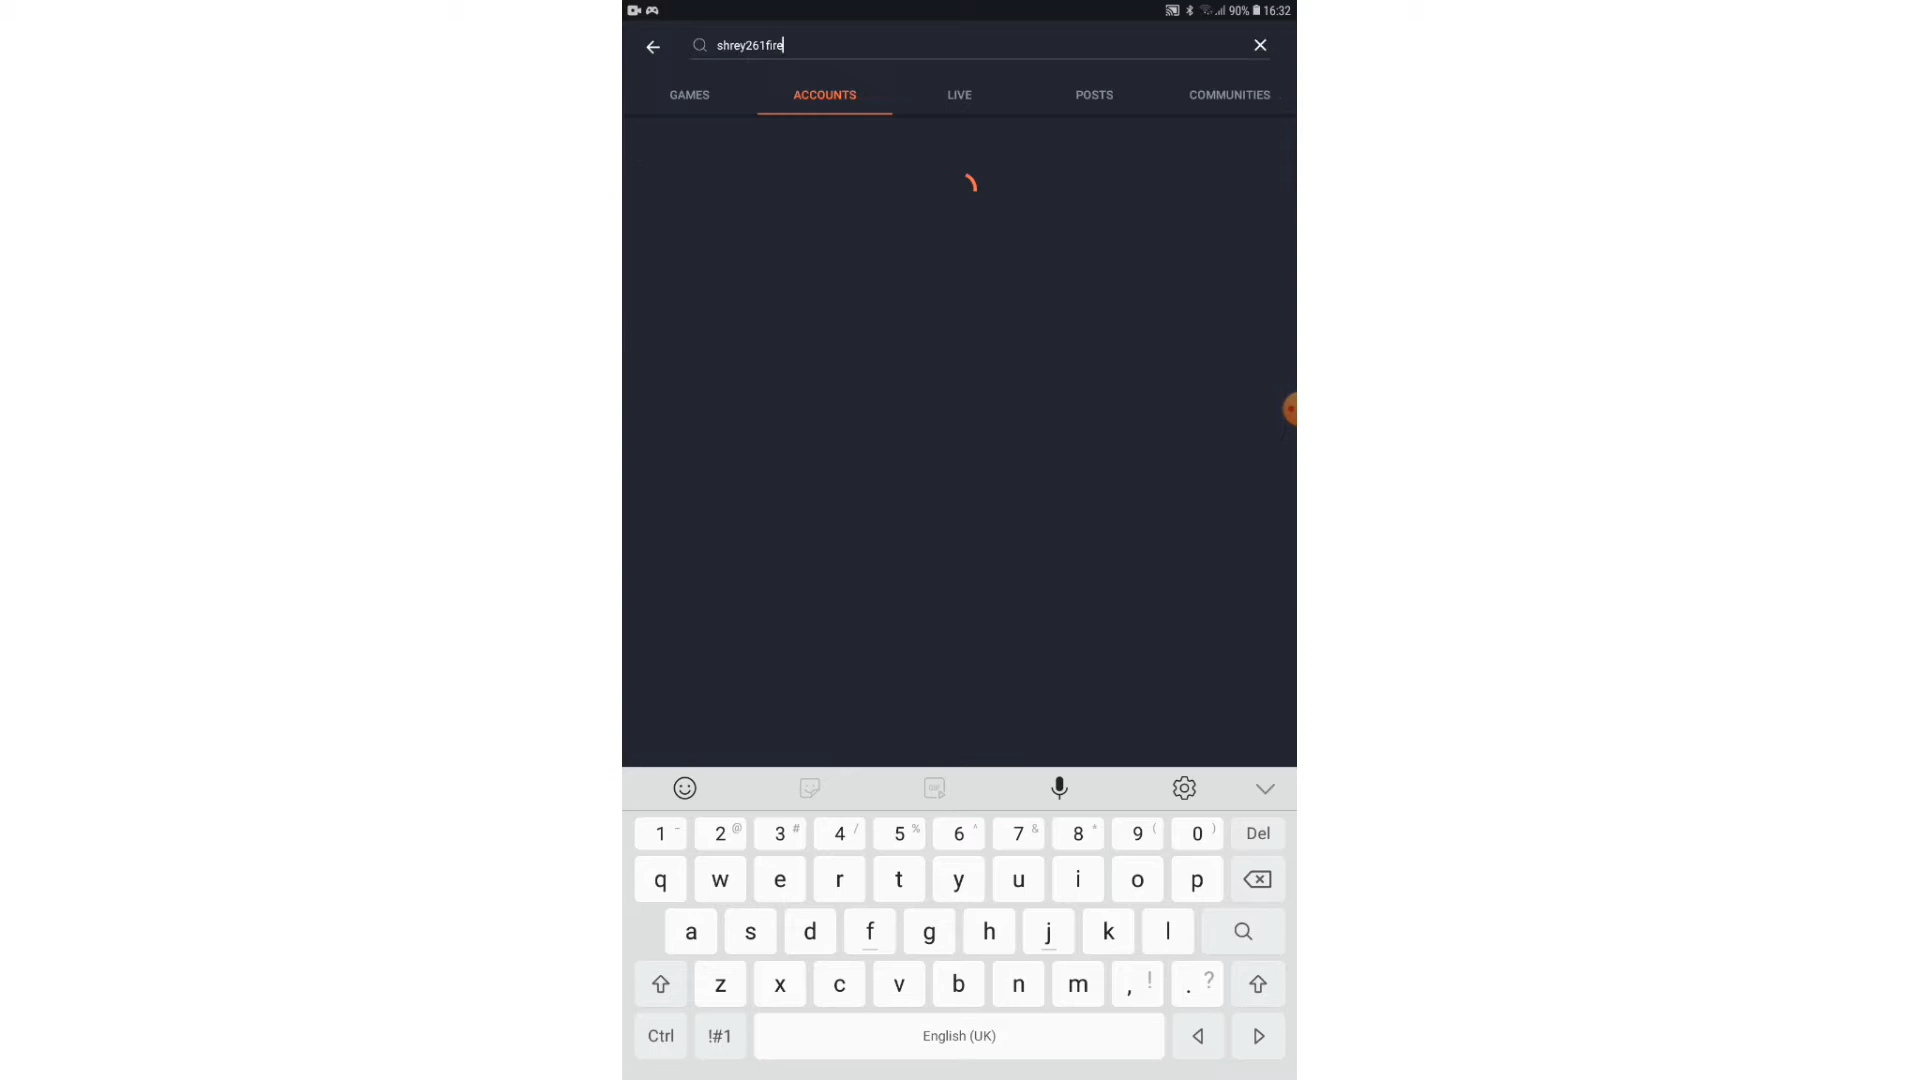 90% 16:32
shrey261fire
GAMES ACCOUNTS LIVE POSTS COMMUNITIES
GIF
1 - 2 @ 3 # 4 / 5 % 6 ^ 7 & 8 * 9 ( 0 ) Del
q w e r t y u i o p
a s d f g h j k l
z x c v b n m , ! . ?
Ctrl !#1 English (UK)